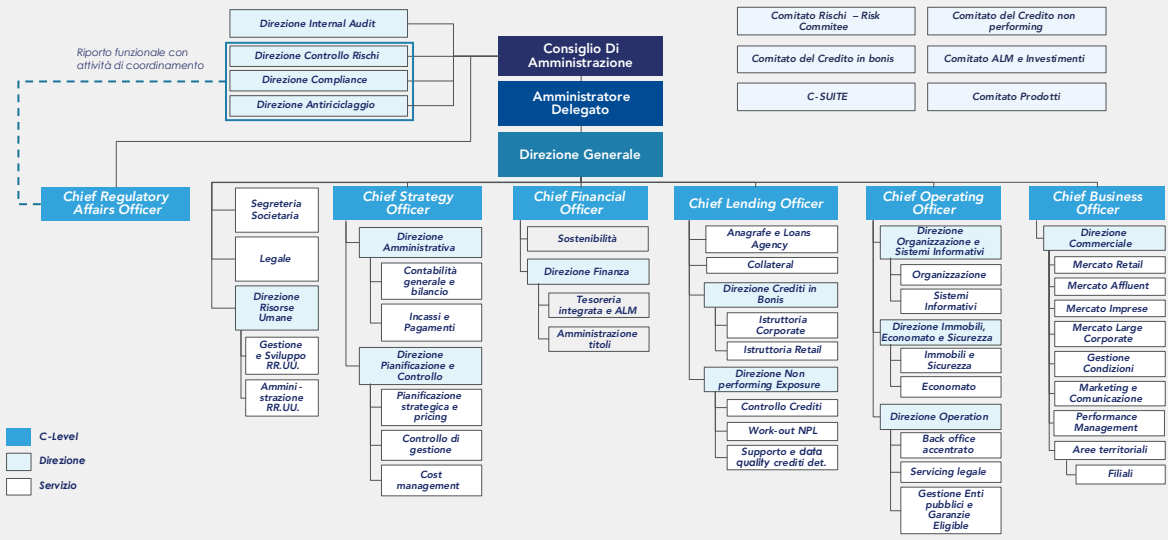 Direzione Internal Audit
Riporto funzionale con
attività di coordinamento
Direzione Controllo Rischi
Direzione Compliance
Direzione Antiriciclaggio
Consiglio Di
Amministrazione
Amministratore
Delegato
Direzione Generale
Comitato Rischi – Risk
Commitee
Comitato del Credito non
performing
Comitato del Credito in bonis
Comitato ALM e Investimenti
C-SUITE
Comitato Prodotti
Chief Regulatory
Affairs Officer
Segreteria
Societaria
Legale
Direzione
Risorse
Umane
Gestione
e Sviluppo
RR.UU.
Ammini -
strazione
RR.UU.
Chief Strategy
Officer
Direzione
Amministrativa
Contabilità
generale e
bilancio
Incassi e
Pagamenti
Direzione
Pianificazione e
Controllo
Pianificazione
strategica e
pricing
Controllo di
gestione
Cost
management
Chief Financial
Officer
Sostenibilità
Direzione Finanza
Tesoreria
integrata e ALM
Amministrazione
titoli
Chief Lending Officer
Anagrafe e Loans
Agency
Collateral
Direzione Crediti in
Bonis
Istruttoria
Corporate
Istruttoria Retail
Direzione Non
performing Exposure
Controllo Crediti
Work-out NPL
Supporto e data
quality crediti det.
Chief Operating
Officer
Direzione
Organizzazione e
Sistemi Informativi
Organizzazione
Sistemi
Informativi
Direzione Immobili,
Economato e Sicurezza
Immobili e
Sicurezza
Economato
Direzione Operation
Back office
accentrato
Servicing legale
Gestione Enti
pubblici e
Garanzie
Eligible
Chief Business
Officer
Direzione
Commerciale
Mercato Retail
Mercato Affluent
Mercato Imprese
Mercato Large
Corporate
Gestione
Condizioni
Marketing e
Comunicazione
Performance
Management
Aree territoriali
Filiali
C-Level
Direzione
Servizio